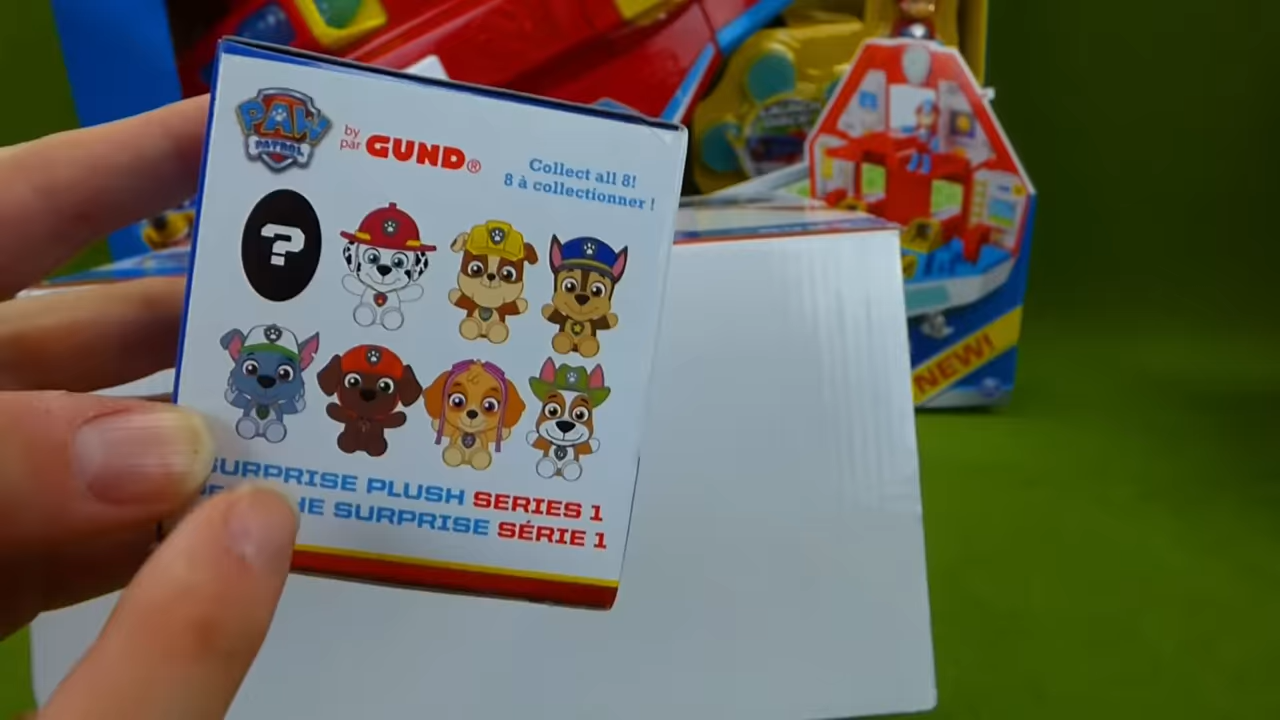 PAW
PATROL
by
par
GUND®
Collect all 8!
8 à collectionner !
?
SURPRISE PLUSH SERIES 1
HE SURPRISE SÉRIE 1
NEW!